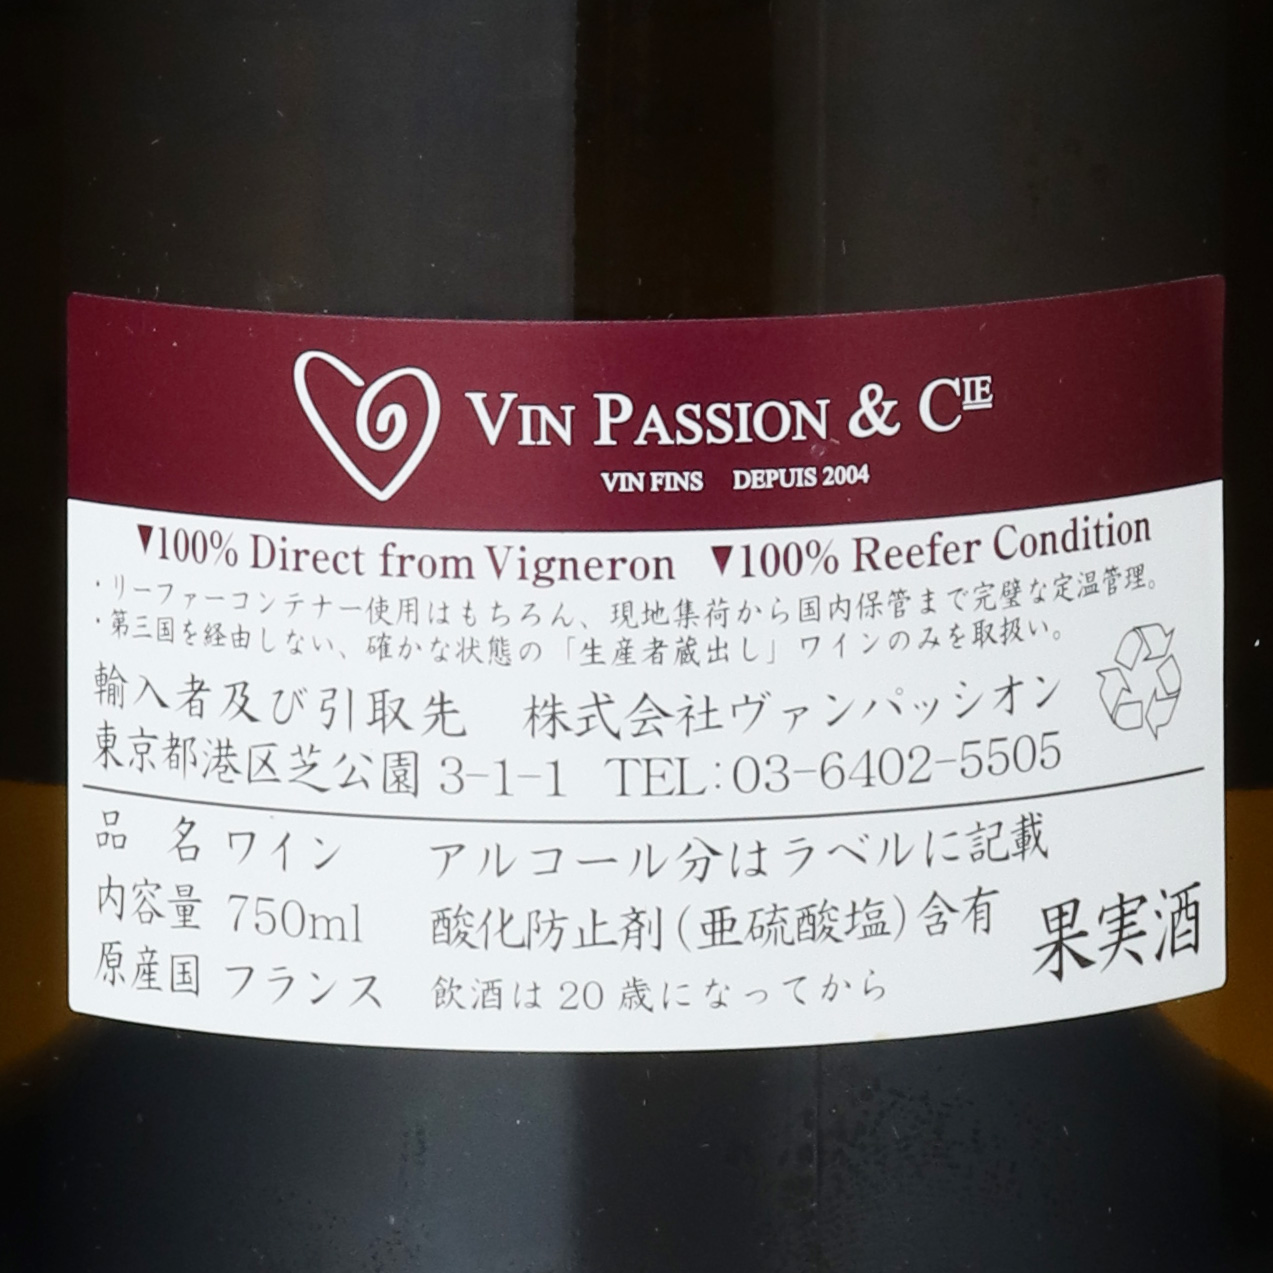 VIN PASSION & CIE
VIN FINS DEPUIS 2004
▼100% Direct from Vigneron ▼100% Reefer Condition
・リーファーコンテナー使用はもちろん、現地集荷から国内保管まで完璧な定温管理。
・第三国を経由しない、確かな状態の「生産者蔵出し」ワインのみを取扱い。
輸入者及び引取先 株式会社ヴァンパッシオン
東京都港区芝公園 3-1-1 TEL:03-6402-5505
品 名 ワイン アルコール分はラベルに記載
内容量 750ml 酸化防止剤(亜硫酸塩)含有
原産国 フランス 飲酒は 20 歳になってから
果実酒